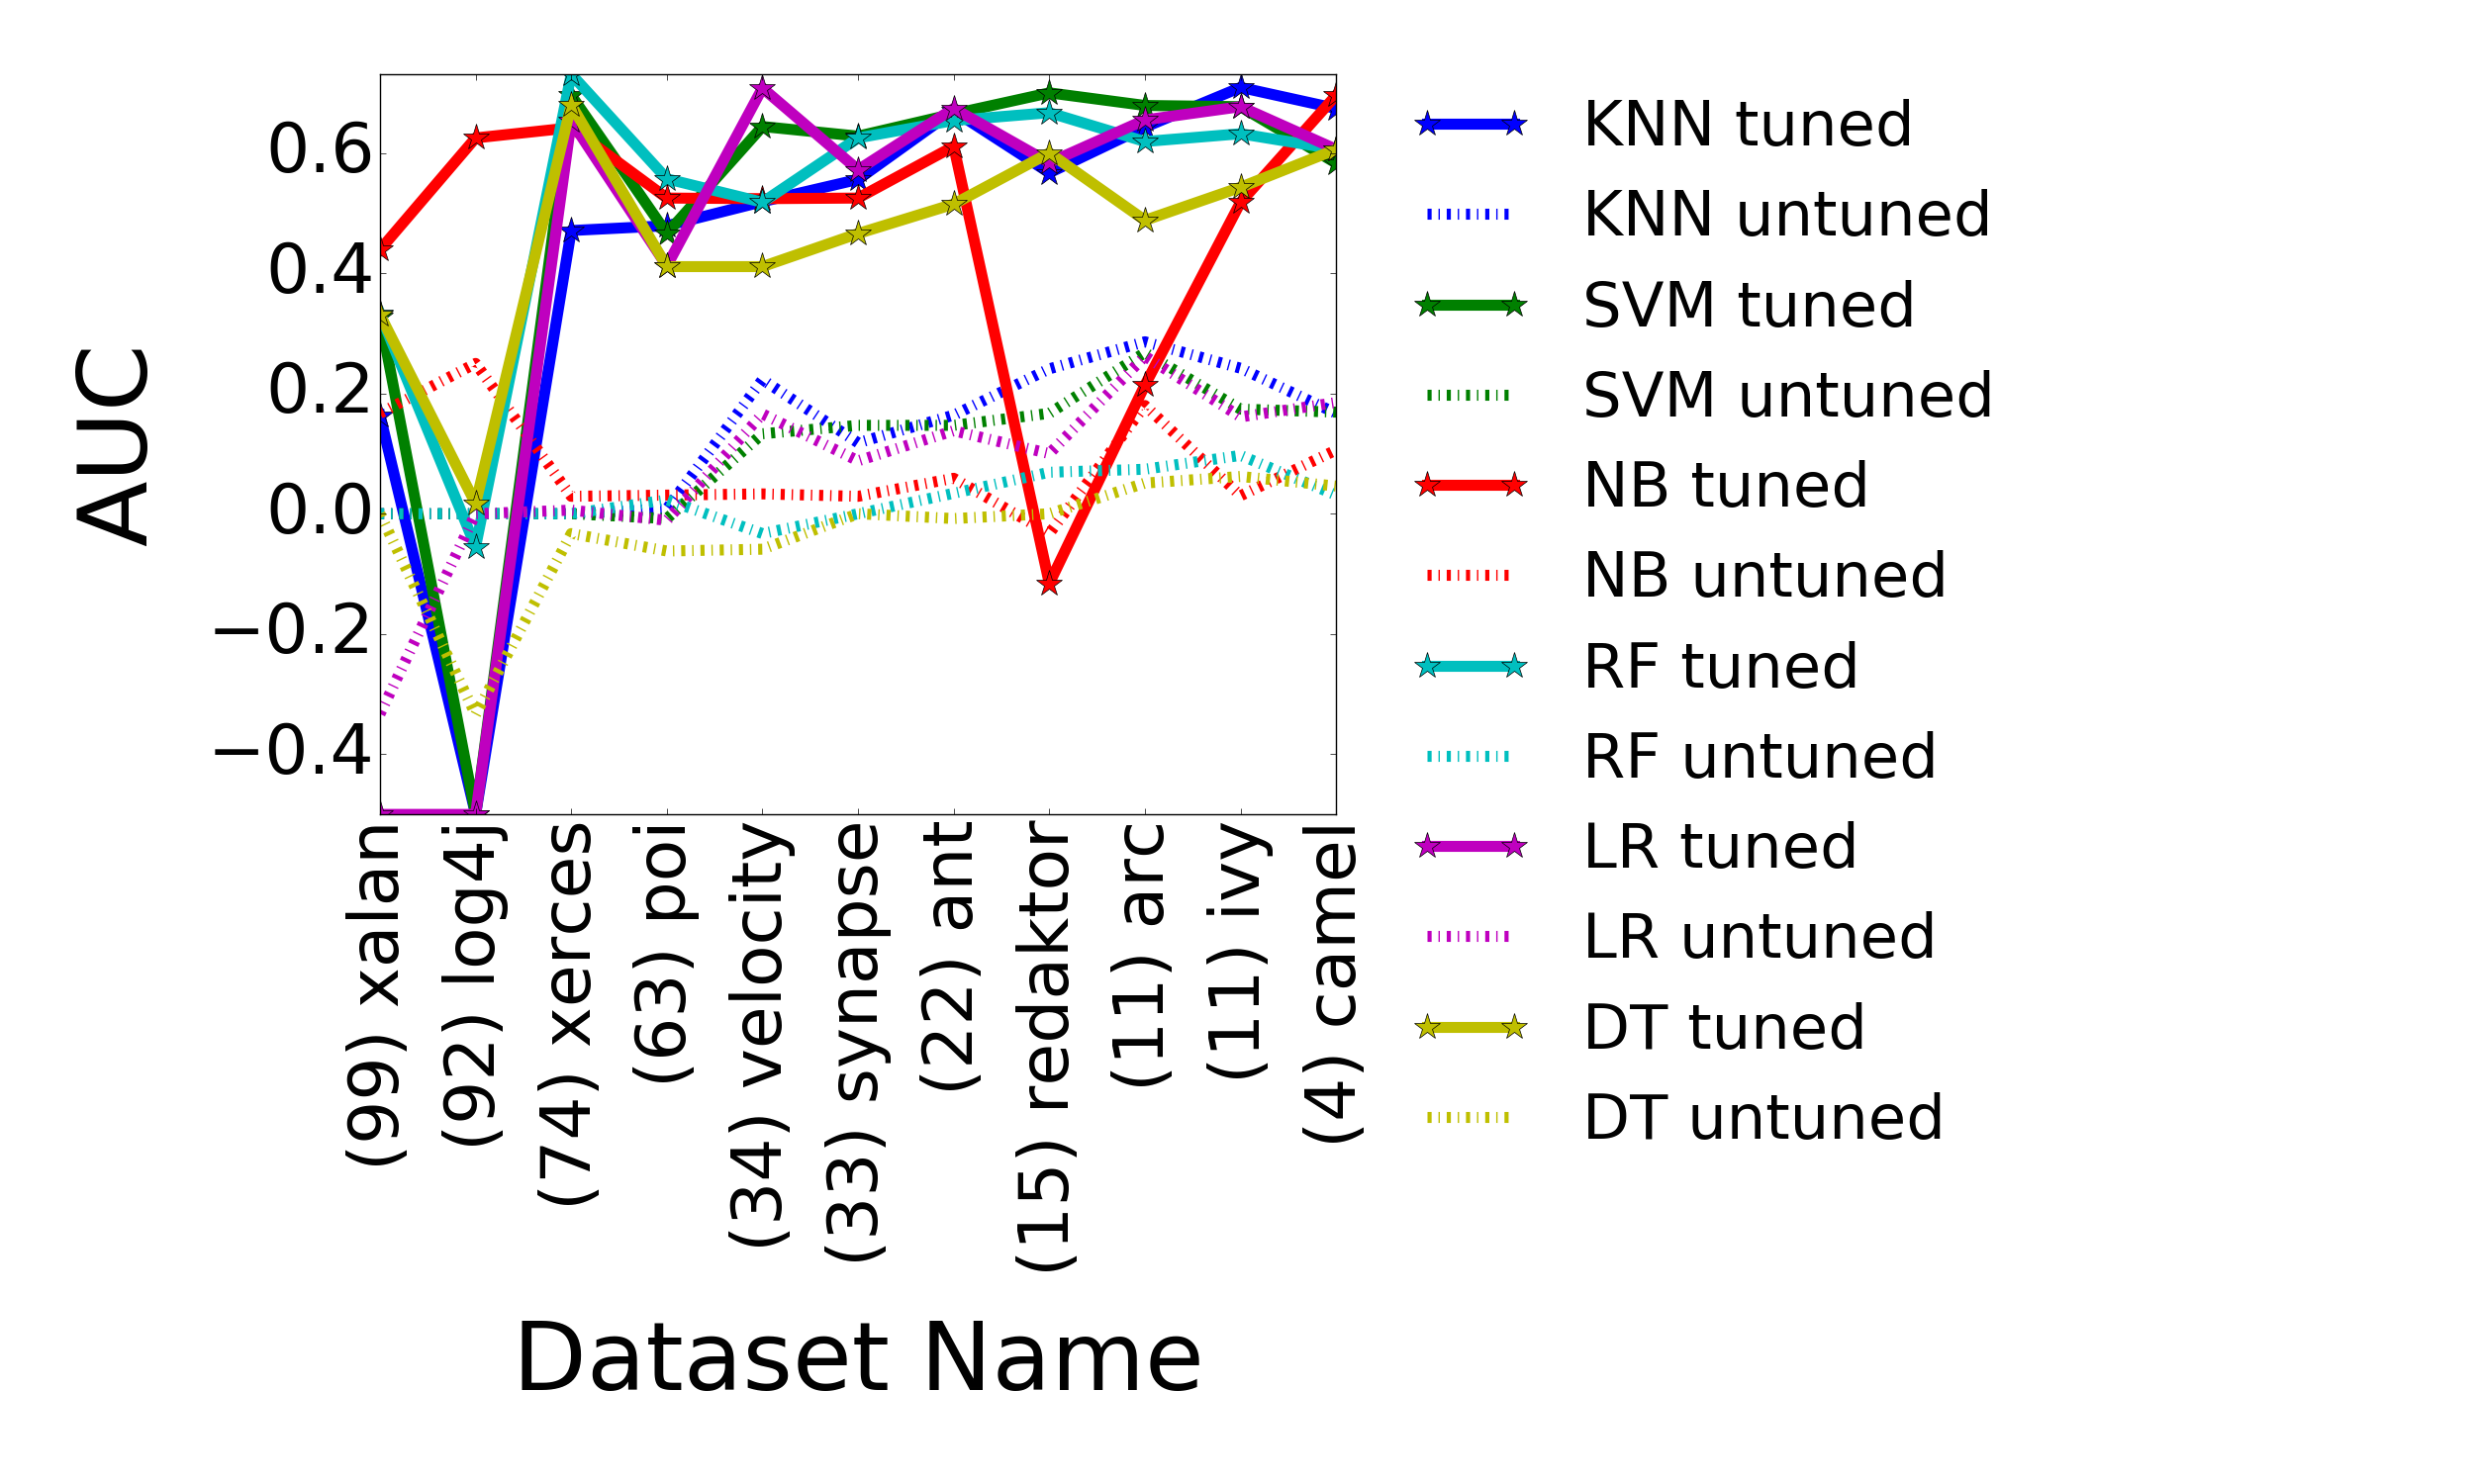 AUC
0.6
0.4
0.2
0.0
−0.2
−0.4
(99) xalan
(92) log4j
(74) xerces
(63) poi
(34) velocity
(33) synapse
(22) ant
(15) redaktor
(11) arc
(11) ivy
(4) camel
Dataset Name
KNN tuned
KNN untuned
SVM tuned
SVM untuned
NB tuned
NB untuned
RF tuned
RF untuned
LR tuned
LR untuned
DT tuned
DT untuned